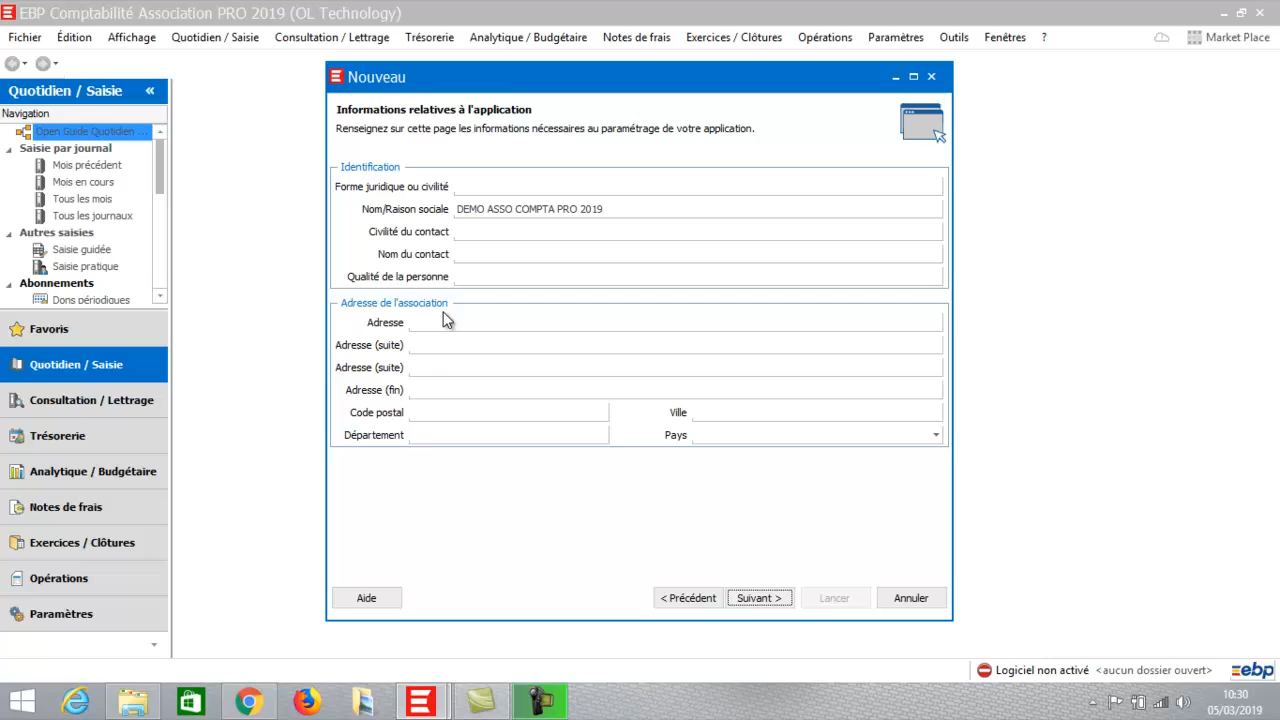 EBP Comptabilité Association PRO 2019 (OL Technology)
Fichier Édition Affichage Quotidien / Saisie Consultation / Lettrage Trésorerie Analytique / Budgétaire Notes de frais Exercices / Clôtures Opérations Paramètres Outils Fenêtres ? Market Place
Quotidien / Saisie «
Navigation
Open Guide Quotidien ...
Saisie par journal
Mois précédent
Mois en cours
Tous les mois
Tous les journaux
Autres saisies
Saisie guidée
Saisie pratique
Abonnements
Dons périodiques
Favoris
Quotidien / Saisie
Consultation / Lettrage
Trésorerie
Analytique / Budgétaire
Notes de frais
Exercices / Clôtures
Opérations
Paramètres
Nouveau
Informations relatives à l'application
Renseignez sur cette page les informations nécessaires au paramétrage de votre application.
Identification
Forme juridique ou civilité
Nom/Raison sociale DEMO ASSO COMPTA PRO 2019
Civilité du contact
Nom du contact
Qualité de la personne
Adresse de l'association
Adresse
Adresse (suite)
Adresse (suite)
Adresse (fin)
Code postal Ville
Département Pays
Aide < Précédent Suivant > Lancer Annuler
Logiciel non activé <aucun dossier ouvert> ebp
10:30
05/03/2019